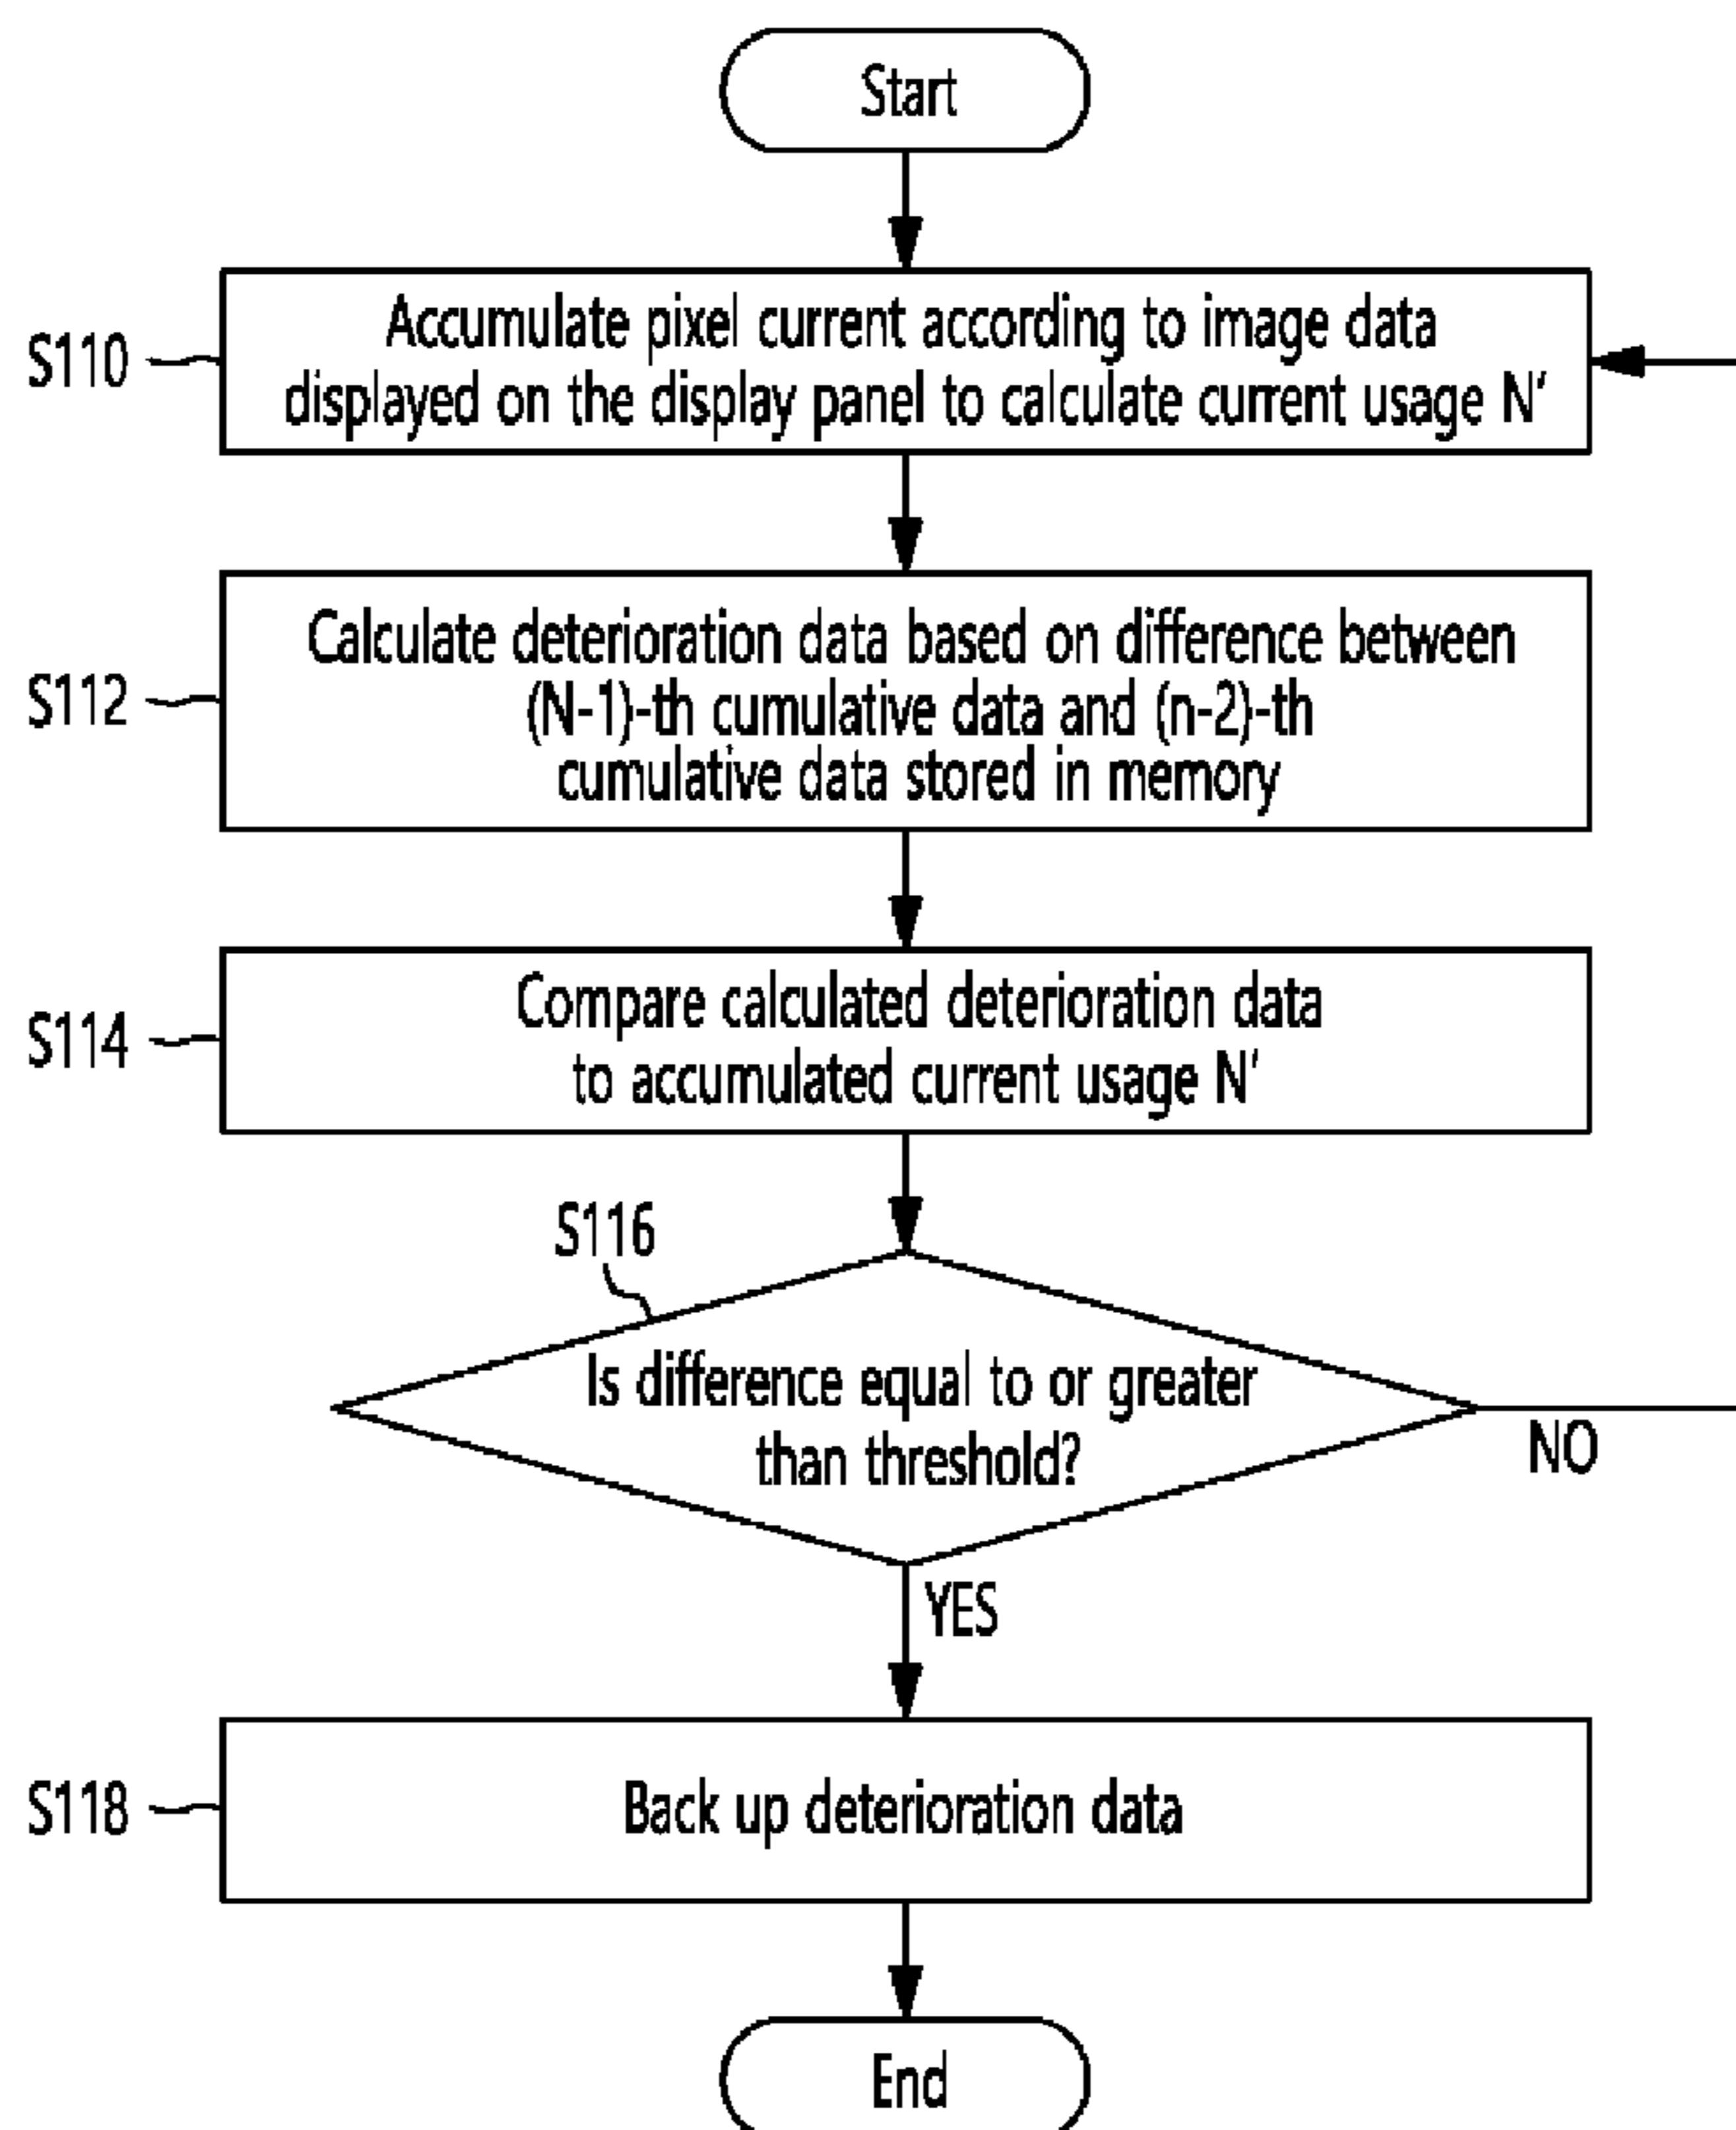 Start
S110
Accumulate pixel current according to image data
displayed on the display panel to calculate current usage N'
S112
Calculate deterioration data based on difference between
(N-1)-th cumulative data and (n-2)-th
cumulative data stored in memory
S114
Compare calculated deterioration data
to accumulated current usage N'
S116
Is difference equal to or greater
than threshold?
NO
YES
S118
Back up deterioration data
End